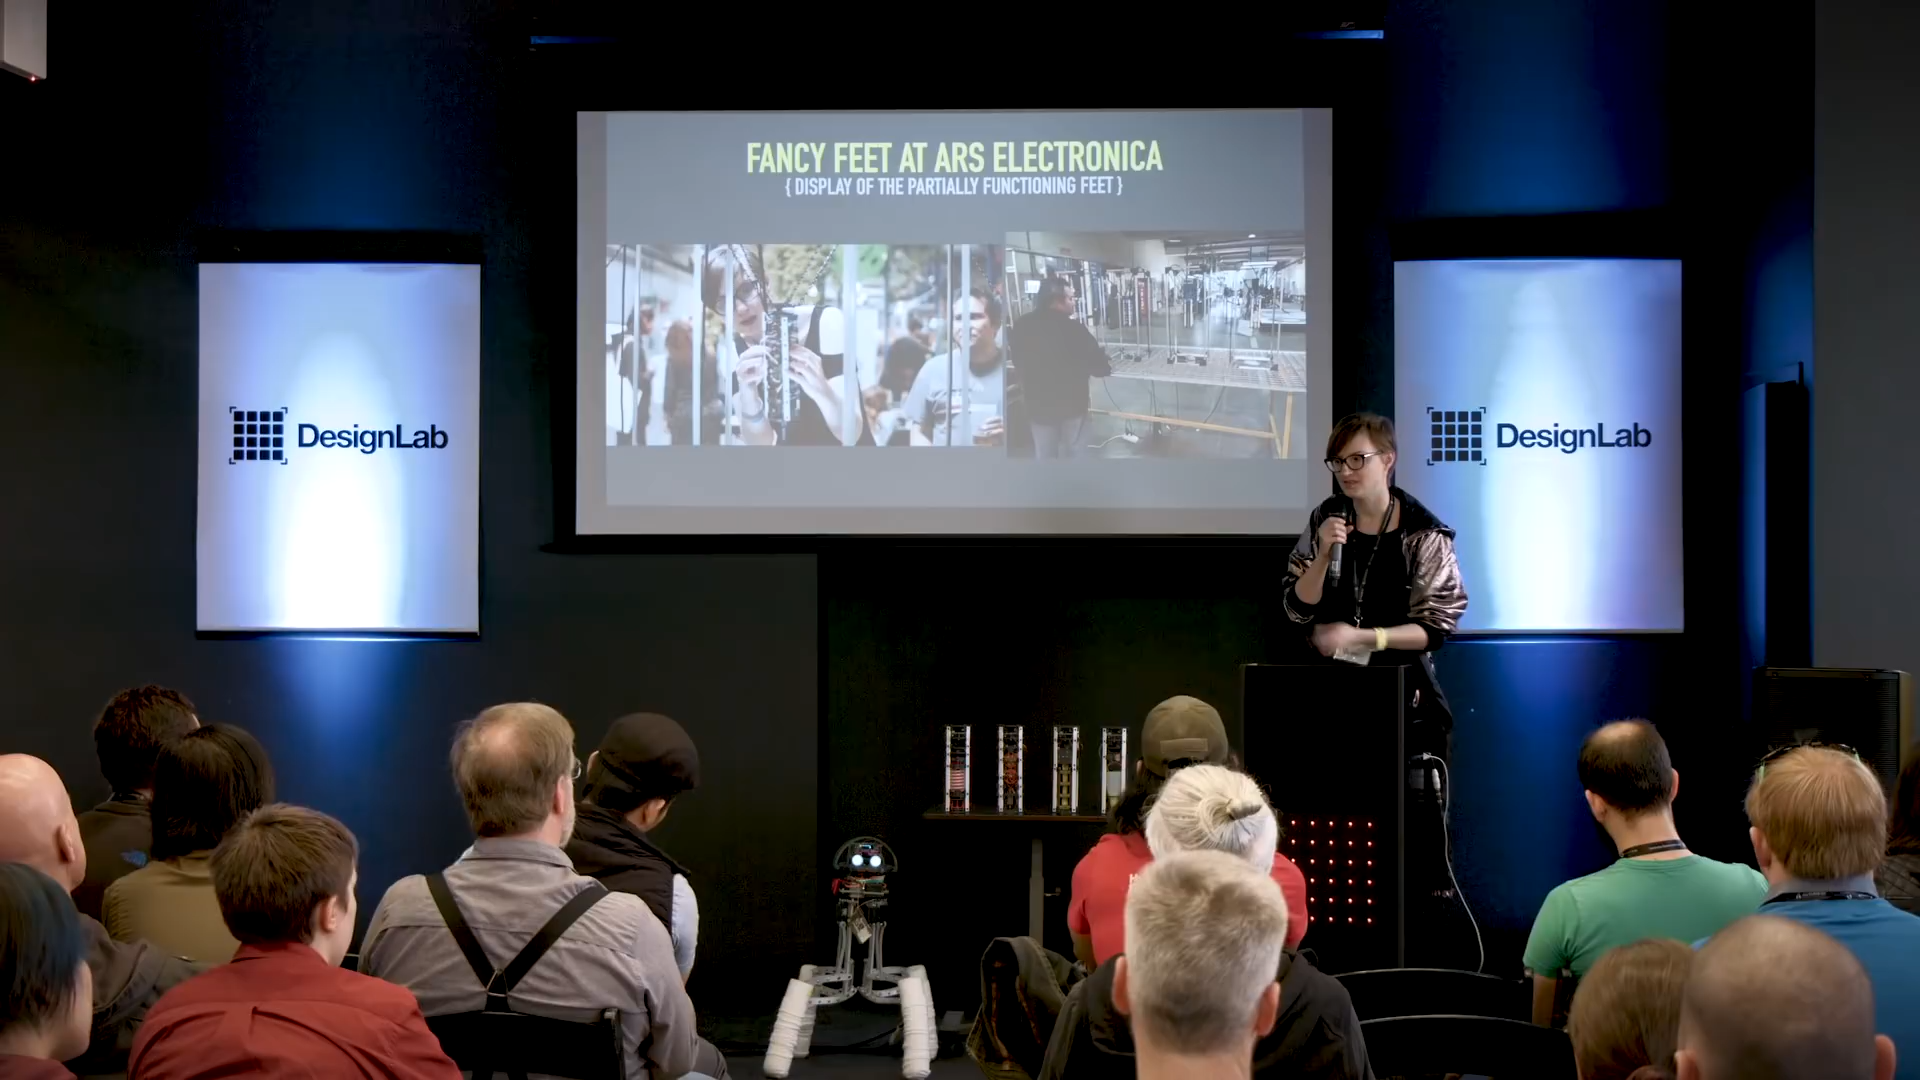 FANCY FEET AT ARS ELECTRONICA
{ DISPLAY OF THE PARTIALLY FUNCTIONING FEET }
DesignLab
DesignLab